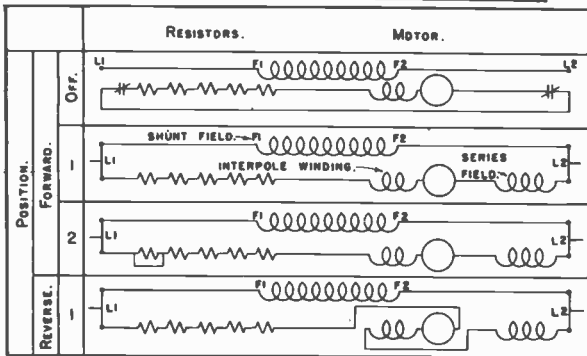 RESISTORS. MOTOR.
POSITION.
OFF.
L1 F1 F2 L2
FORWARD.
1
SHUNT FIELD. F1 F2
L1 INTERPOLE WINDING. SERIES FIELD. L2
2
F1 F2
L1 L2
REVERSE.
1
F1 F2
L1 L2